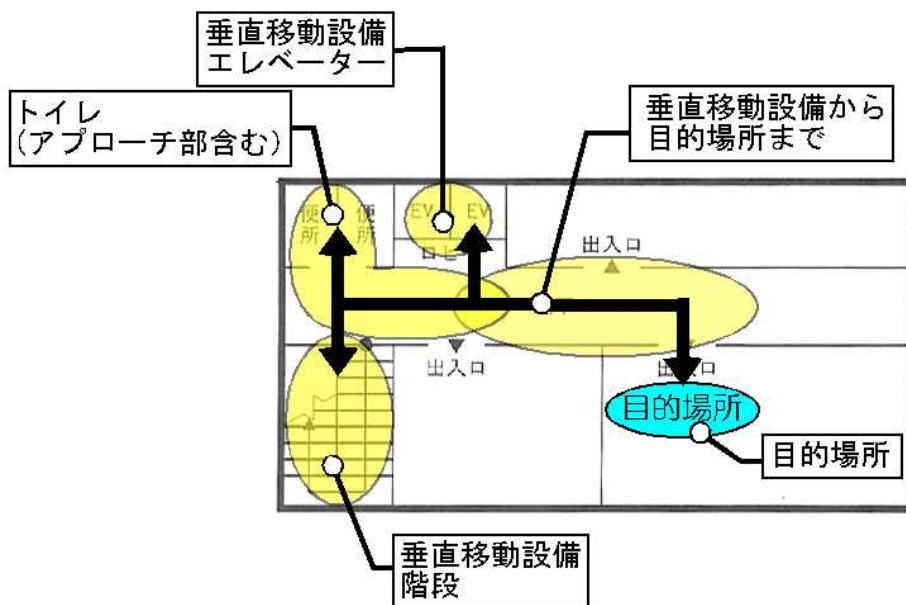 垂直移動設備
エレベーター
トイレ
(アプローチ部含む)
垂直移動設備から
目的場所まで
便所
便所
EV
EV
ロビ
出入口
出入口
出入口
目的場所
目的場所
垂直移動設備
階段